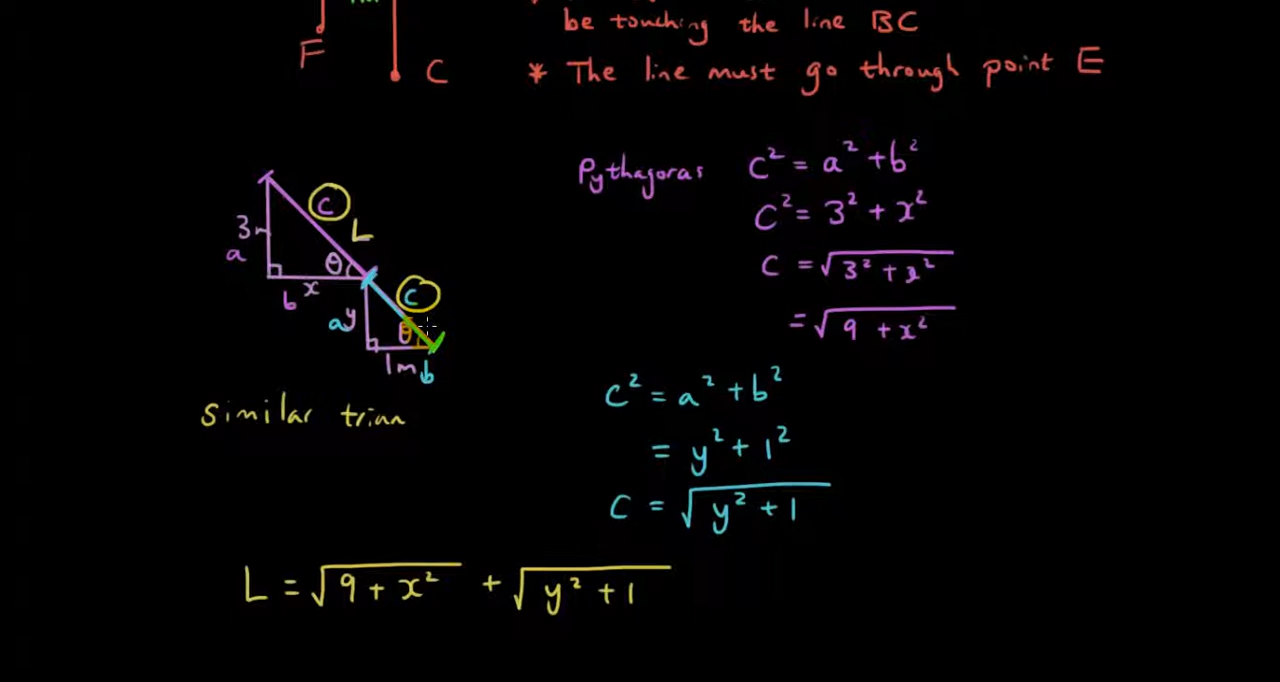 be touching the line BC
F
C
* The line must go through point E
Pythagoras
C² = a² + b²
C² = 3² + x²
C = √3² + x²
= √9 + x²
3m
a
C
L
θ
b
x
C
a
y
θ
1m
b
Similar trian
C² = a² + b²
= y² + 1²
C = √y² + 1
L = √9 + x² + √y² + 1